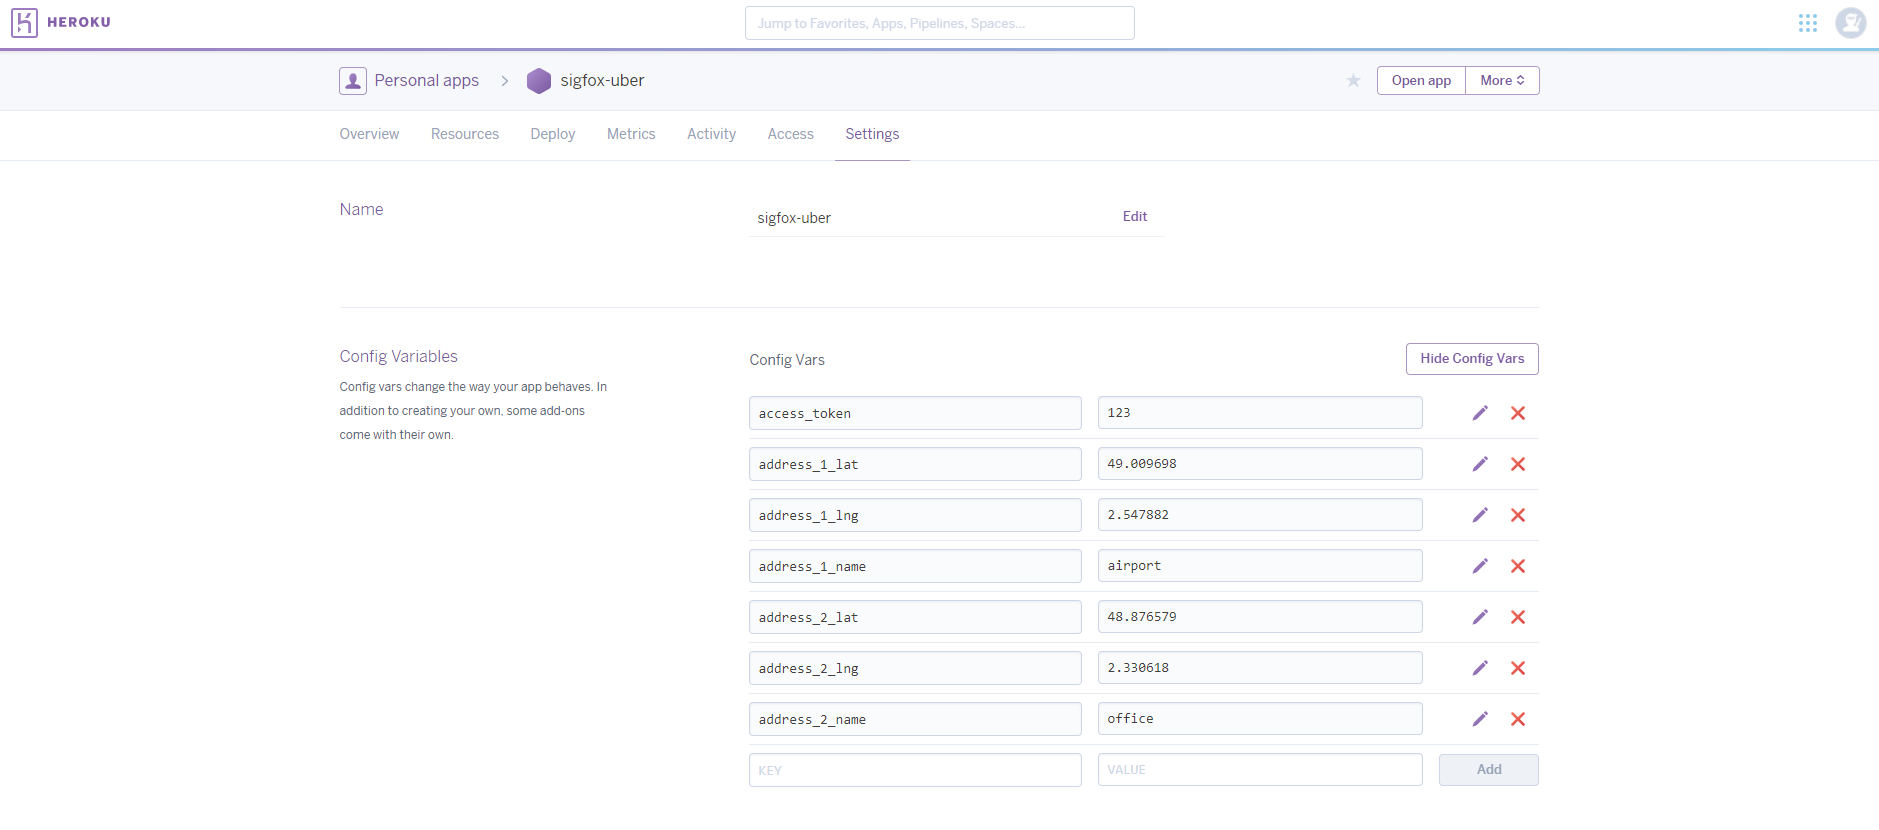 HEROKU
Jump to Favorites, Apps, Pipelines, Spaces...
Personal apps > sigfox-uber
Open app
More
Overview Resources Deploy Metrics Activity Access Settings
Name
sigfox-uber
Edit
Config Variables
Config vars change the way your app behaves. In
addition to creating your own, some add-ons
come with their own.
Config Vars
Hide Config Vars
access_token 123
address_1_lat 49.009698
address_1_lng 2.547882
address_1_name airport
address_2_lat 48.876579
address_2_lng 2.330618
address_2_name office
KEY VALUE Add